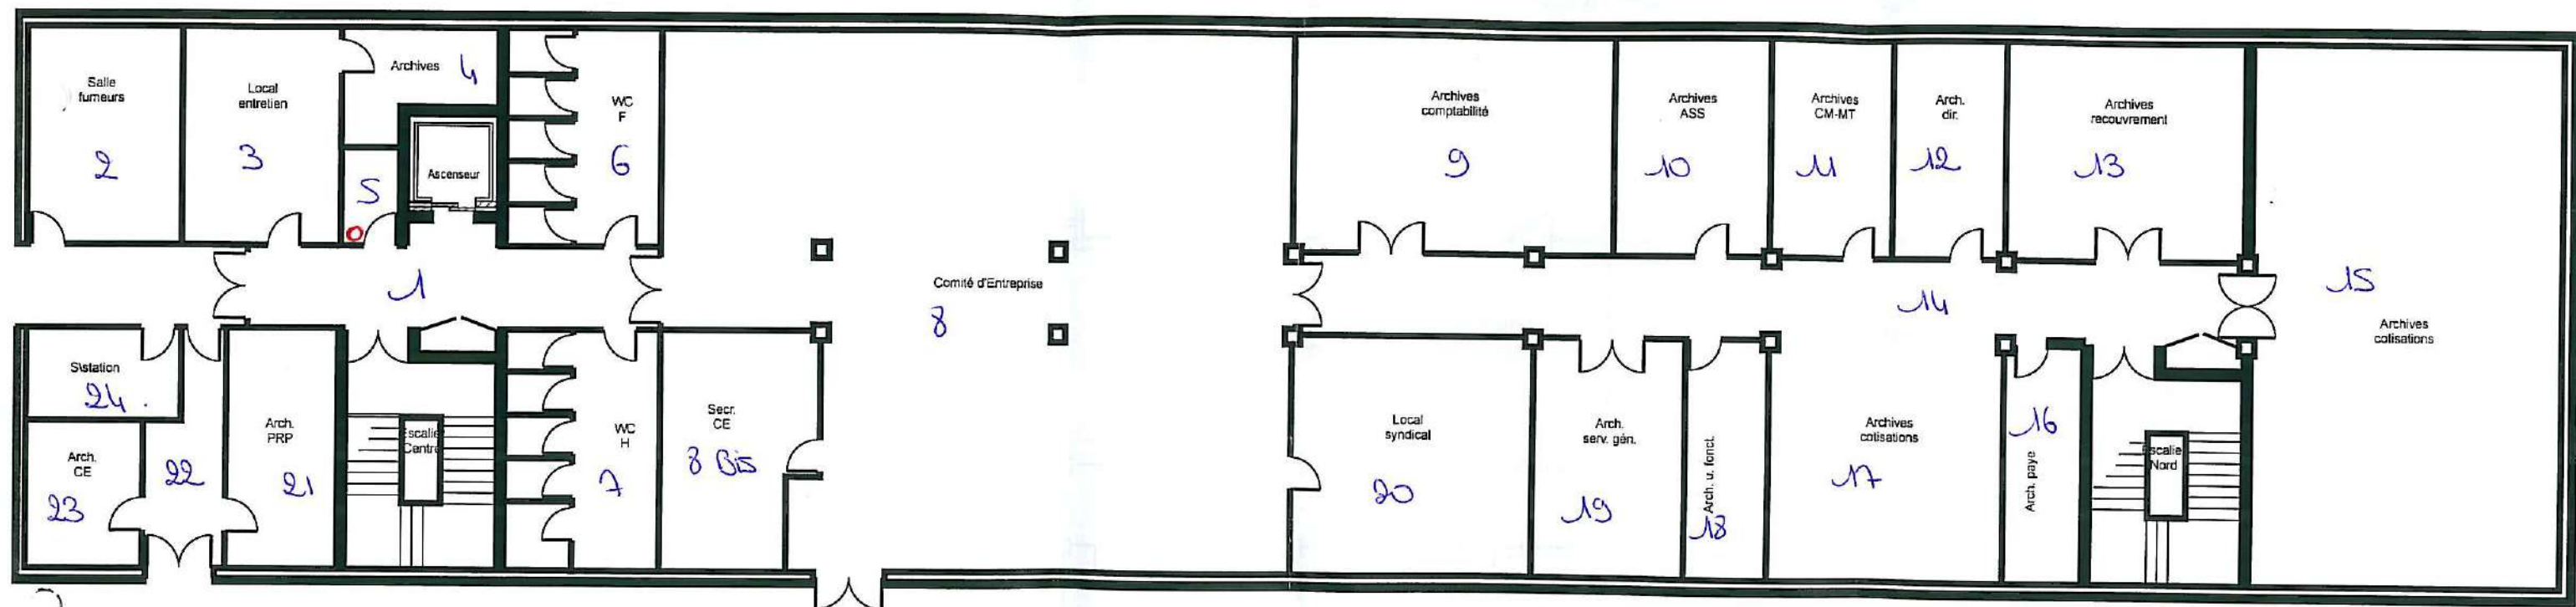 Salle
fumeurs
2
Local
entretien
3
Archives 4
5
Ascenseur
WC
F
6
Archives
comptabilité
9
Archives
ASS
10
Archives
CM-MT
11
Arch.
dir.
12
Archives
recouvrement
13
1
Comité d'Entreprise
8
14
15
Archives
cotisations
S\station
24.
Arch.
CE
23
22
Arch.
PRP
21
Escalie
Centre
WC
H
7
Secr.
CE
8 Bis
Local
syndical
20
Arch.
serv. gén.
19
Arch. u. fonct.
18
Archives
cotisations
17
16
Arch. paye
Escalie
Nord